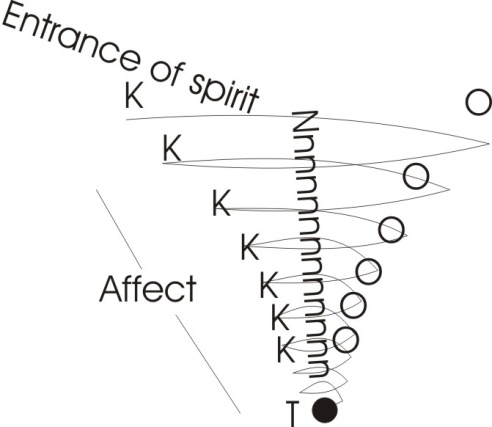 Entrance of spirit
K O
K O
K O
K O
K O
K O
K
Nnnnnnnnnnnnn
Affect
T